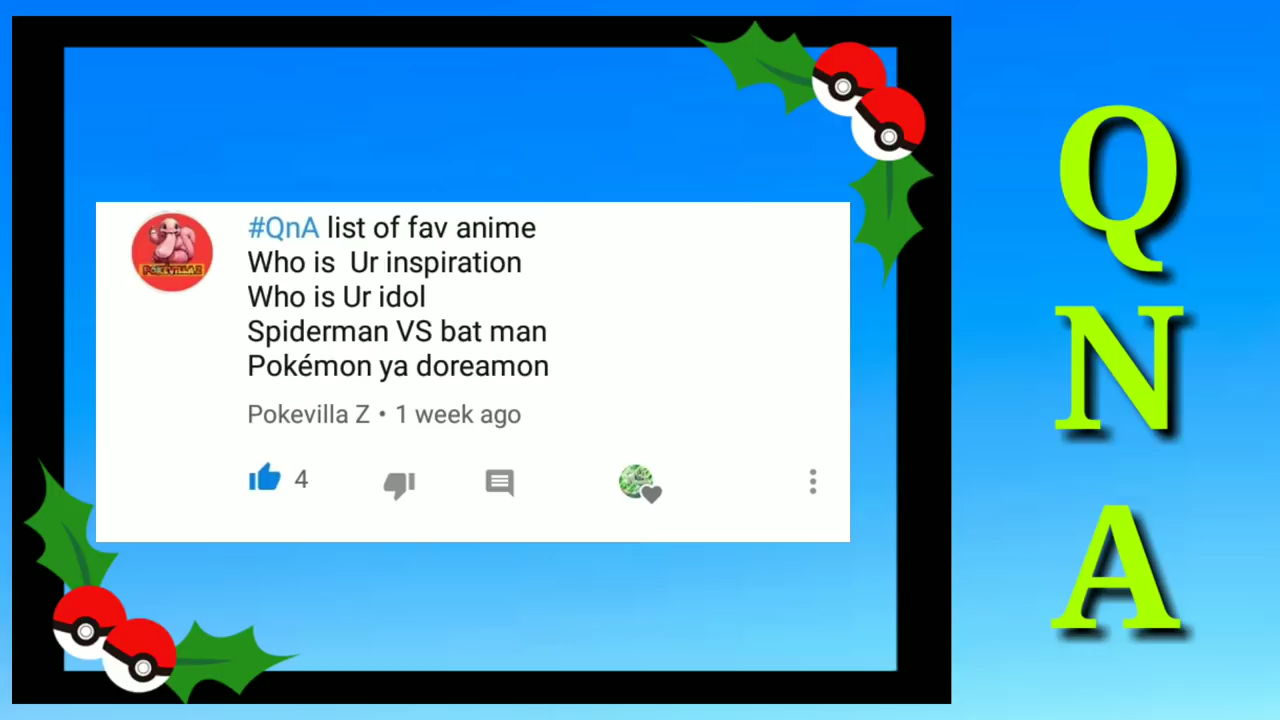 #QnA list of fav anime
Who is  Ur inspiration
Who is Ur idol
Spiderman VS bat man
Pokémon ya doreamon
Pokevilla Z • 1 week ago
4
POKEVILLA Z
Q
N
A